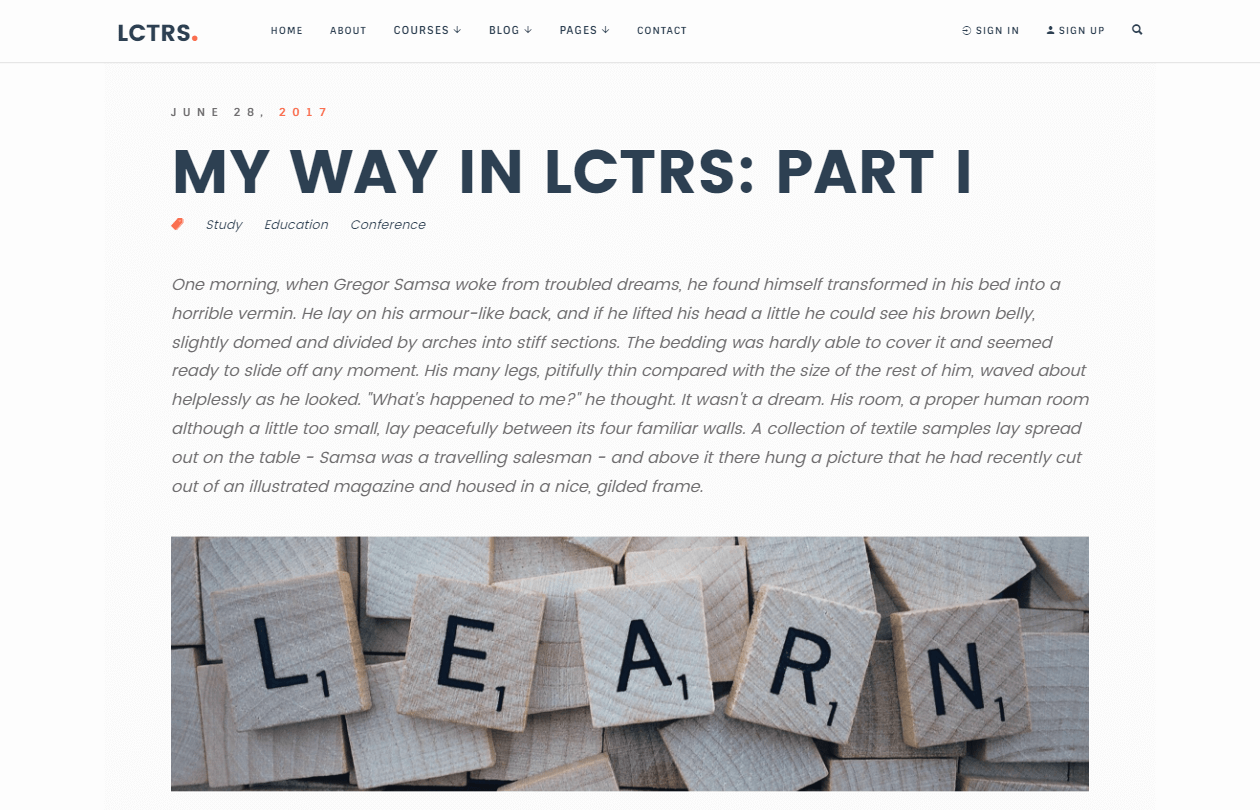 LCTRS.
HOME ABOUT COURSES BLOG PAGES CONTACT SIGN IN SIGN UP
JUNE 28, 2017
MY WAY IN LCTRS: PART I
Study Education Conference
One morning, when Gregor Samsa woke from troubled dreams, he found himself transformed in his bed into a
horrible vermin. He lay on his armour-like back, and if he lifted his head a little he could see his brown belly,
slightly domed and divided by arches into stiff sections. The bedding was hardly able to cover it and seemed
ready to slide off any moment. His many legs, pitifully thin compared with the size of the rest of him, waved about
helplessly as he looked. "What's happened to me?" he thought. It wasn't a dream. His room, a proper human room
although a little too small, lay peacefully between its four familiar walls. A collection of textile samples lay spread
out on the table - Samsa was a travelling salesman - and above it there hung a picture that he had recently cut
out of an illustrated magazine and housed in a nice, gilded frame.
L1 E1 A1 R1 N1